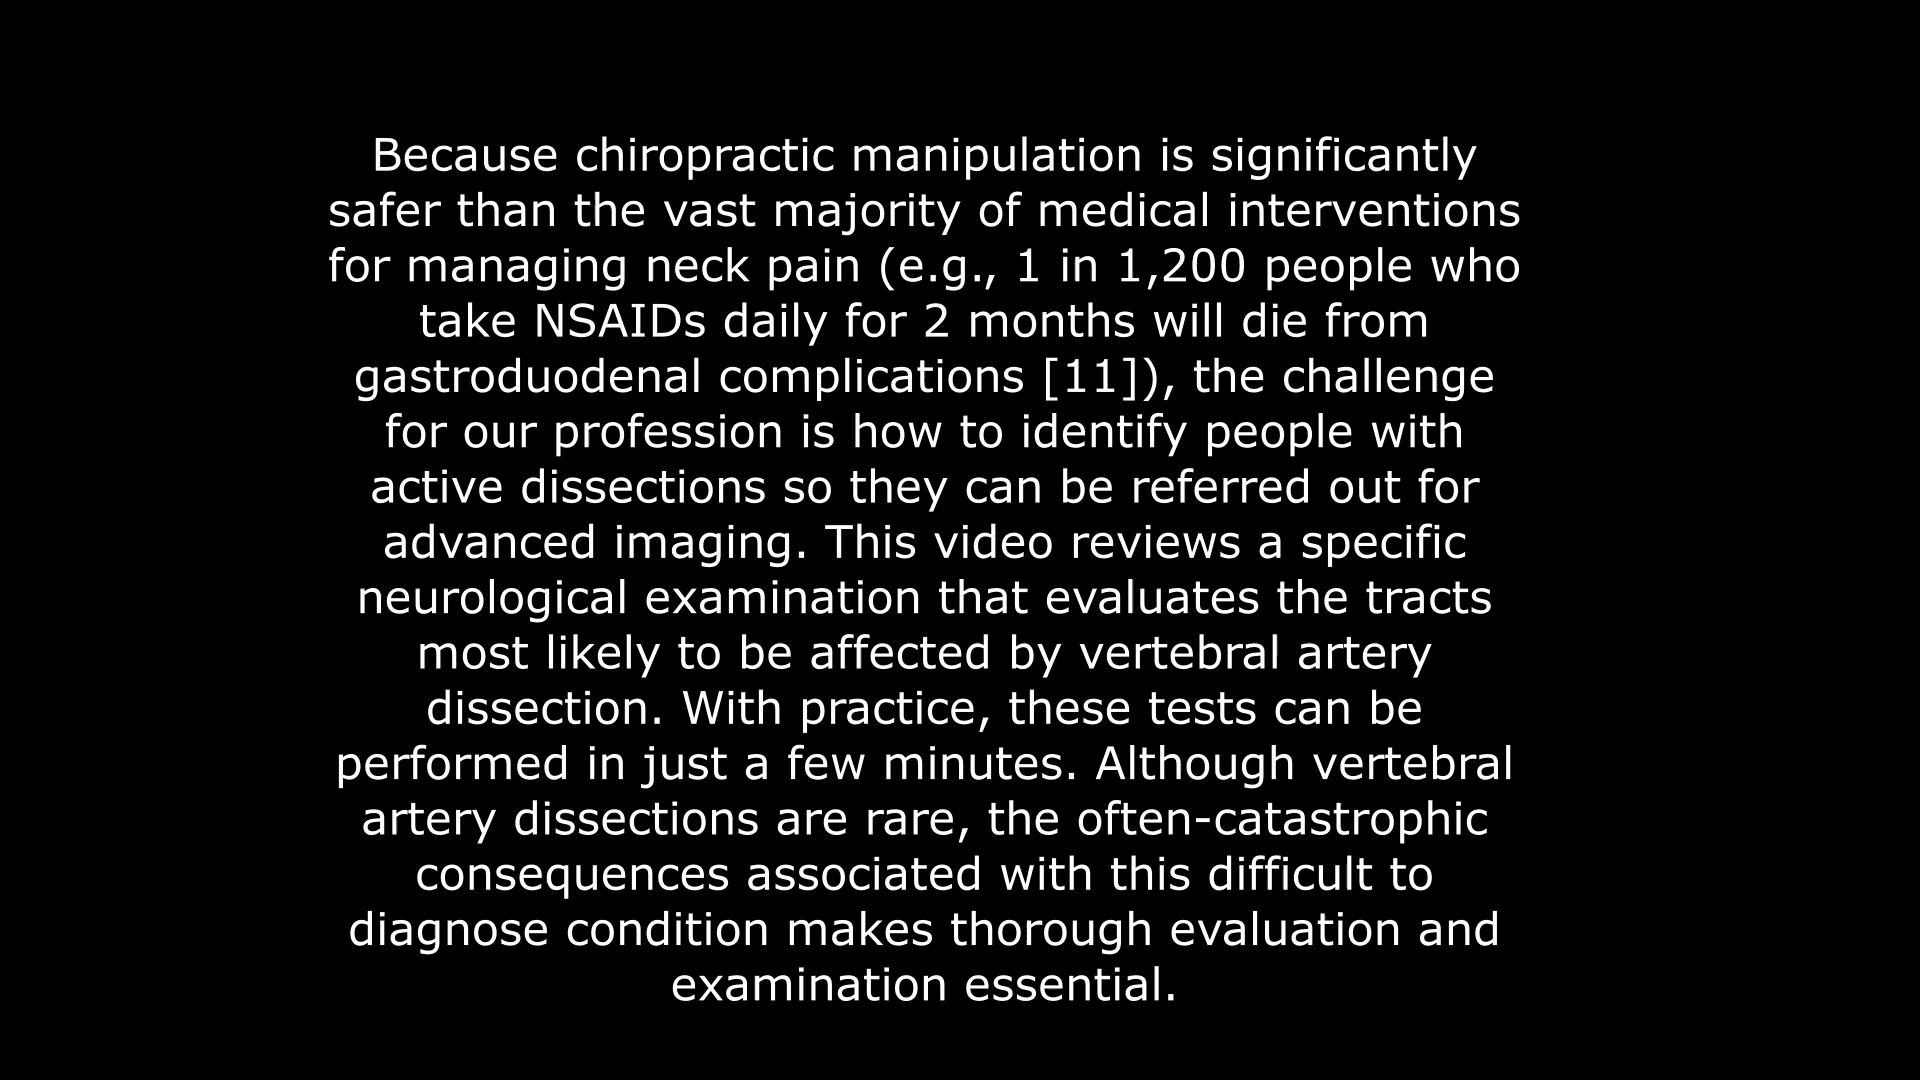 Because chiropractic manipulation is significantly
safer than the vast majority of medical interventions
for managing neck pain (e.g., 1 in 1,200 people who
take NSAIDs daily for 2 months will die from
gastroduodenal complications [11]), the challenge
for our profession is how to identify people with
active dissections so they can be referred out for
advanced imaging. This video reviews a specific
neurological examination that evaluates the tracts
most likely to be affected by vertebral artery
dissection. With practice, these tests can be
performed in just a few minutes. Although vertebral
artery dissections are rare, the often-catastrophic
consequences associated with this difficult to
diagnose condition makes thorough evaluation and
examination essential.